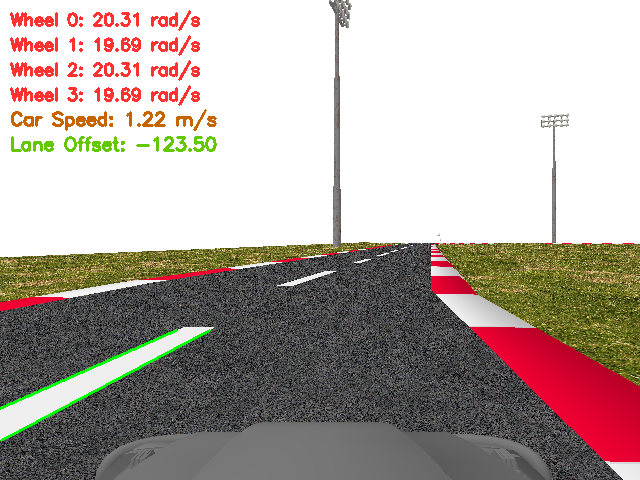 Wheel 0: 20.31 rad/s
Wheel 1: 19.69 rad/s
Wheel 2: 20.31 rad/s
Wheel 3: 19.69 rad/s
Car Speed: 1.22 m/s
Lane Offset: -123.50